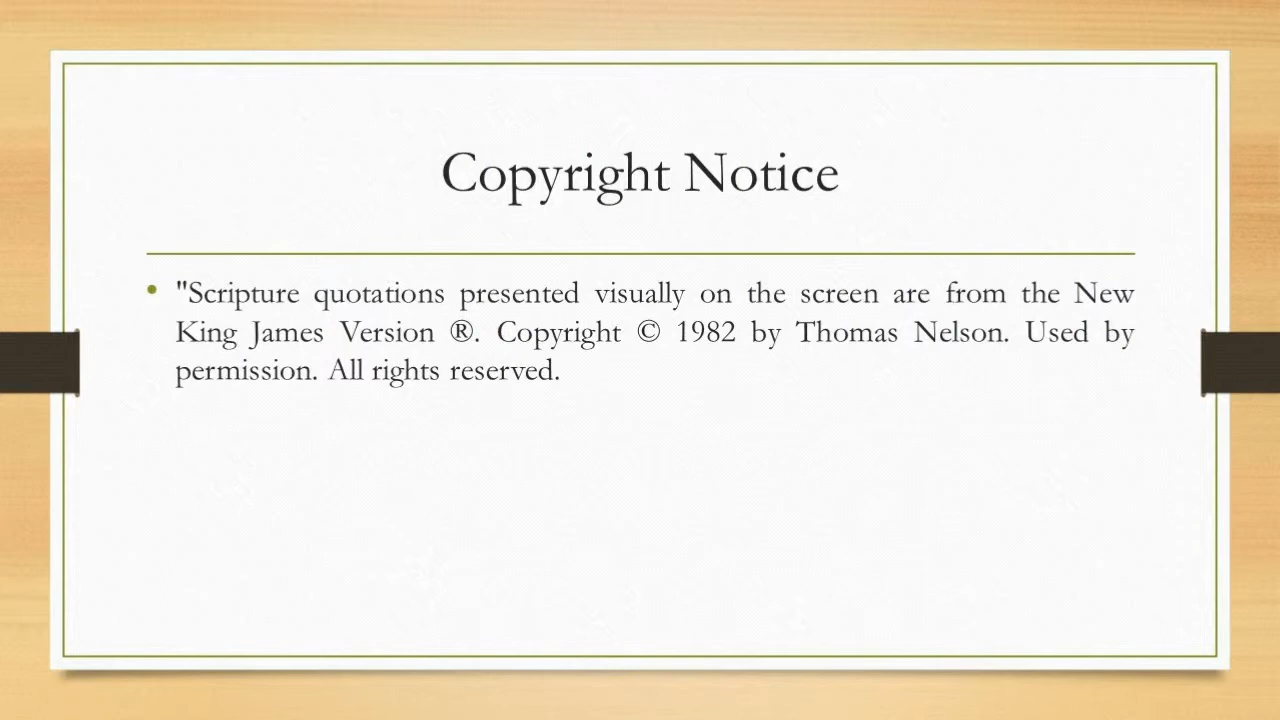 Copyright Notice
• "Scripture quotations presented visually on the screen are from the New
King James Version ®. Copyright © 1982 by Thomas Nelson. Used by
permission. All rights reserved.